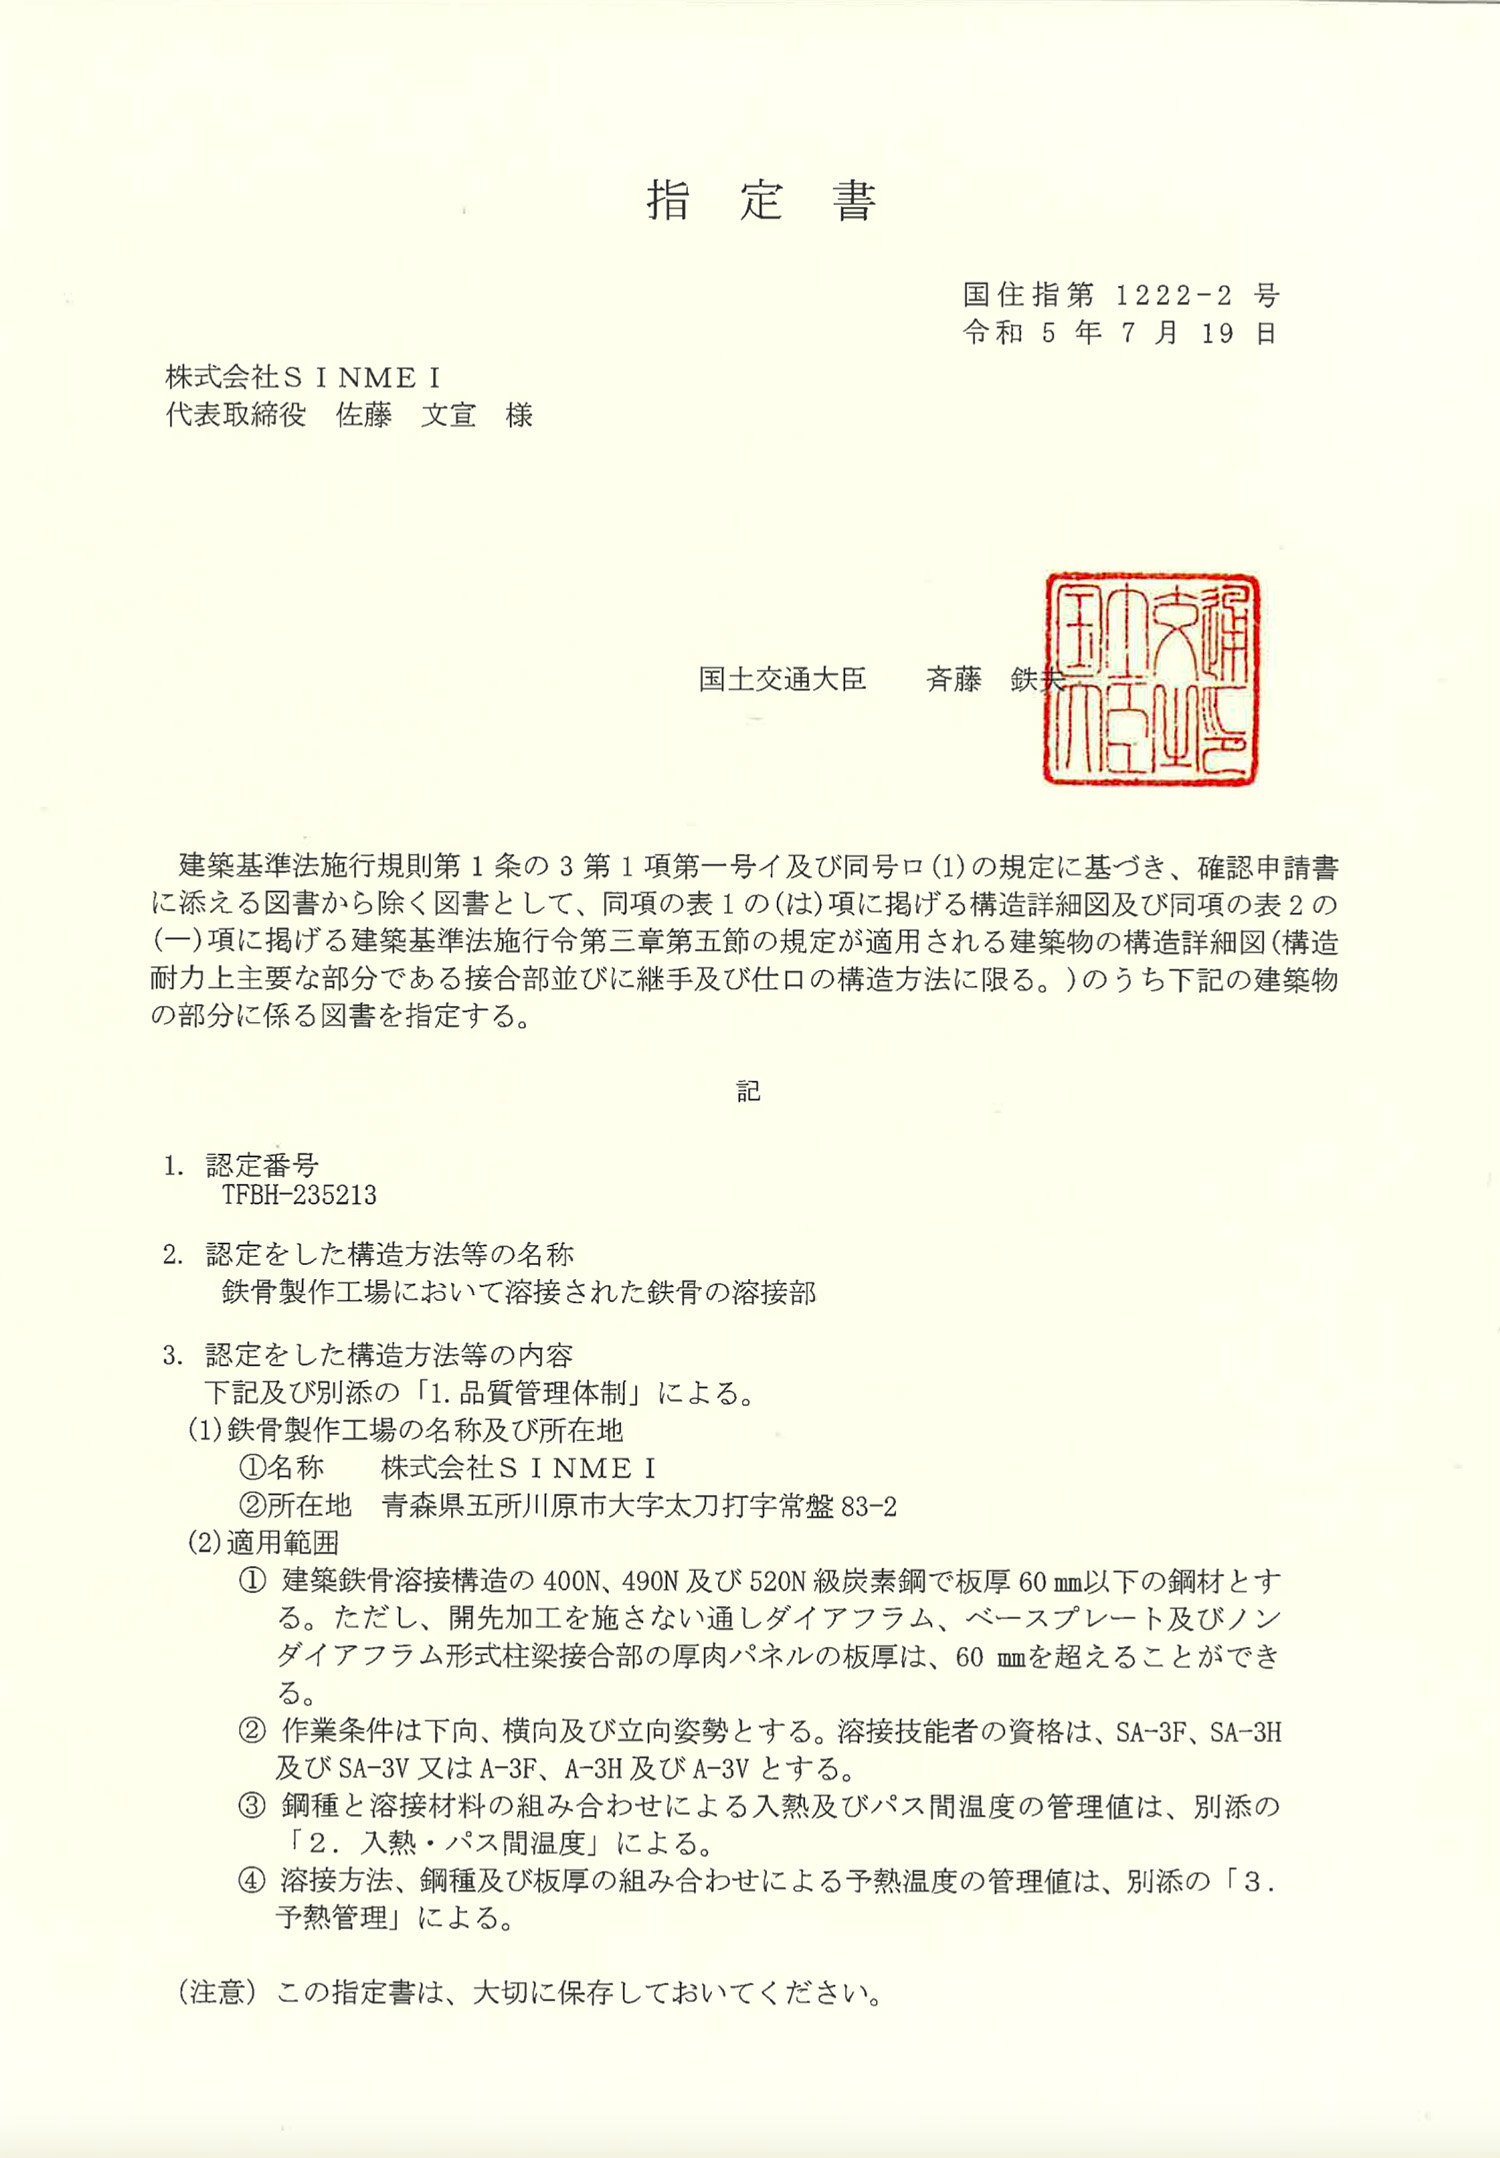 指 定 書
国住指第 1222-2 号
令和 5 年 7 月 19 日
株式会社ＳＩＮＭＥＩ
代表取締役　佐藤　文宣　様
国土交通大臣　　斉藤　鉄夫
建築基準法施行規則第 1 条の 3 第 1 項第一号イ及び同号ロ(1)の規定に基づき、確認申請書
に添える図書から除く図書として、同項の表 1 の(は)項に掲げる構造詳細図及び同項の表 2 の
(一)項に掲げる建築基準法施行令第三章第五節の規定が適用される建築物の構造詳細図(構造
耐力上主要な部分である接合部並びに継手及び仕口の構造方法に限る。)のうち下記の建築物
の部分に係る図書を指定する。
記
1. 認定番号
TFBH-235213
2. 認定をした構造方法等の名称
鉄骨製作工場において溶接された鉄骨の溶接部
3. 認定をした構造方法等の内容
下記及び別添の「1. 品質管理体制」による。
(1)鉄骨製作工場の名称及び所在地
①名称　　株式会社ＳＩＮＭＥＩ
②所在地　青森県五所川原市大字太刀打字常盤 83-2
(2)適用範囲
① 建築鉄骨溶接構造の 400N、490N 及び 520N 級炭素鋼で板厚 60 ㎜以下の鋼材とす
る。ただし、開先加工を施さない通しダイアフラム、ベースプレート及びノン
ダイアフラム形式柱梁接合部の厚肉パネルの板厚は、60 ㎜を超えることができ
る。
② 作業条件は下向、横向及び立向姿勢とする。溶接技能者の資格は、SA-3F、SA-3H
及び SA-3V 又は A-3F、A-3H 及び A-3V とする。
③ 鋼種と溶接材料の組み合わせによる入熱及びパス間温度の管理値は、別添の
「２．入熱・パス間温度」による。
④ 溶接方法、鋼種及び板厚の組み合わせによる予熱温度の管理値は、別添の「３．
予熱管理」による。
（注意）この指定書は、大切に保存しておいてください。